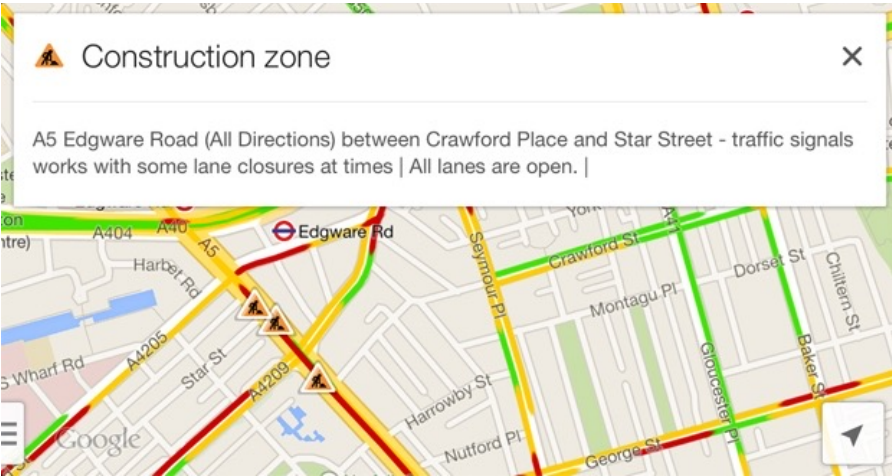 Construction zone
A5 Edgware Road (All Directions) between Crawford Place and Star Street - traffic signals
works with some lane closures at times | All lanes are open. |
A404
A40
A5
Edgware Rd
Harbet Rd
Seymour Pl
Crawford St
A41
Dorset St
Chiltern St
Montagu Pl
S Wharf Rd
A4205
Star St
A4209
Gloucester Pl
Baker St
Harrowby St
Google
Nutford Pl
George St